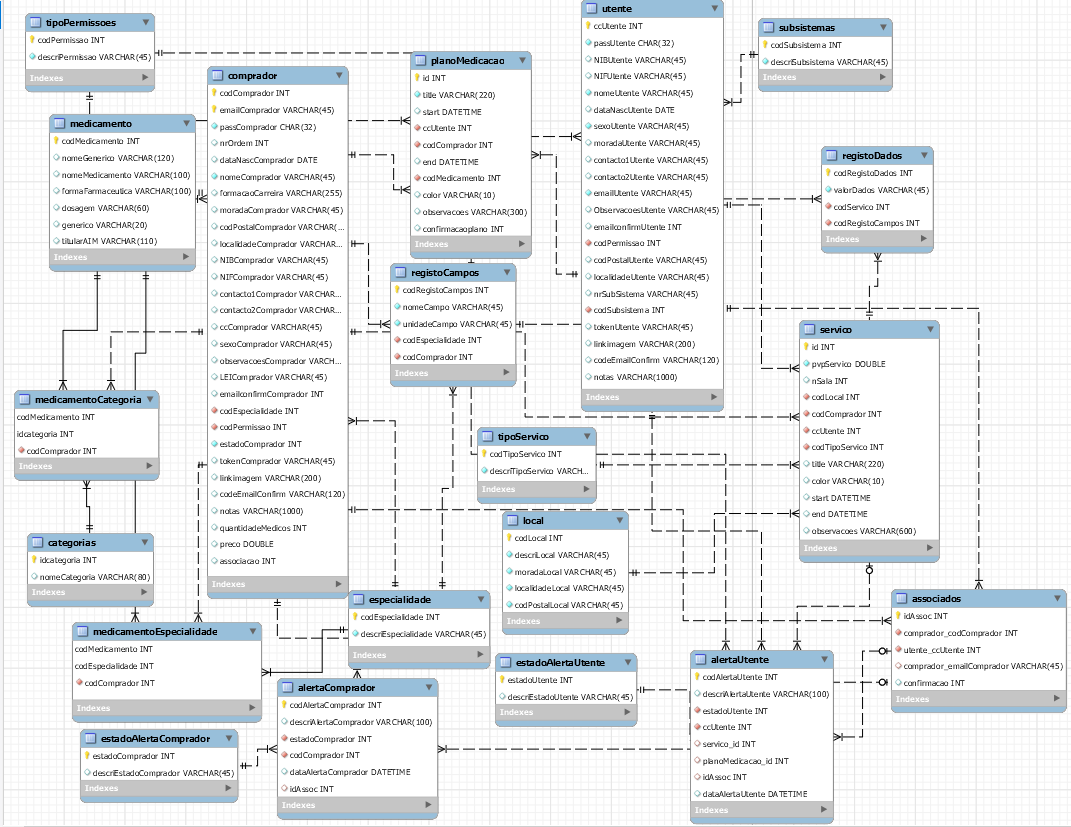 tipoPermissoes
codPermissao INT
descriPermissao VARCHAR(45)
Indexes
medicamento
codMedicamento INT
nomeGenerico VARCHAR(120)
nomeMedicamento VARCHAR(100)
formaFarmaceutica VARCHAR(100)
dosagem VARCHAR(60)
generico VARCHAR(20)
titularAIM VARCHAR(110)
Indexes
comprador
codComprador INT
emailComprador VARCHAR(45)
passComprador CHAR(32)
nrOrdem INT
dataNascComprador DATE
nomeComprador VARCHAR(45)
formacaoCarreira VARCHAR(255)
moradaComprador VARCHAR(45)
codPostalComprador VARCHAR(...
localidadeComprador VARCHAR...
NIBComprador VARCHAR(45)
NIFComprador VARCHAR(45)
contacto1Comprador VARCHAR...
contacto2Comprador VARCHAR...
ccComprador VARCHAR(45)
sexoComprador VARCHAR(45)
observacoesComprador VARCH...
LEIComprador VARCHAR(45)
emailconfirmComprador INT
codEspecialidade INT
codPermissao INT
estadoComprador VARCHAR(45)
tokenComprador VARCHAR(45)
linkimagem VARCHAR(200)
codeEmailConfirm VARCHAR(120)
notas VARCHAR(1000)
quantidadeMedicos INT
preco DOUBLE
associacao INT
Indexes
planoMedicacao
id INT
title VARCHAR(220)
start DATETIME
ccUtente INT
codComprador INT
end DATETIME
codMedicamento INT
color VARCHAR(10)
observacoes VARCHAR(300)
confirmacaoplano INT
Indexes
utente
ccUtente INT
passUtente CHAR(32)
NIBUtente VARCHAR(45)
NIFUtente VARCHAR(45)
nomeUtente VARCHAR(45)
dataNascUtente DATE
sexoUtente VARCHAR(45)
moradaUtente VARCHAR(45)
contacto1Utente VARCHAR(45)
contacto2Utente VARCHAR(45)
emailUtente VARCHAR(45)
ObservacoesUtente VARCHAR(45)
emailconfirmUtente INT
codPermissao INT
codPostalUtente VARCHAR(45)
localidadeUtente VARCHAR(45)
nrSubSistema VARCHAR(45)
codSubsistema INT
tokenUtente VARCHAR(45)
linkimagem VARCHAR(200)
codeEmailConfirm VARCHAR(120)
notas VARCHAR(1000)
Indexes
subsistemas
codSubsistema INT
descriSubsistema VARCHAR(45)
Indexes
registoDados
codRegistoDados INT
valorDados VARCHAR(45)
codServico INT
codRegistoCampos INT
Indexes
registoCampos
codRegistoCampos INT
nomeCampo VARCHAR(45)
unidadeCampo VARCHAR(45)
codEspecialidade INT
codComprador INT
Indexes
servico
id INT
pvpServico DOUBLE
nSala INT
codLocal INT
codComprador INT
ccUtente INT
codTipoServico INT
title VARCHAR(220)
color VARCHAR(10)
start DATETIME
end DATETIME
observacoes VARCHAR(600)
Indexes
medicamentoCategoria
codMedicamento INT
idcategoria INT
codComprador INT
Indexes
tipoServico
codTipoServico INT
descriTipoServico VARCH...
Indexes
local
codLocal INT
descriLocal VARCHAR(45)
moradaLocal VARCHAR(45)
localidadeLocal VARCHAR(45)
codPostalLocal VARCHAR(45)
Indexes
categorias
idcategoria INT
nomeCategoria VARCHAR(80)
Indexes
especialidade
codEspecialidade INT
descriEspecialidade VARCHAR(45)
Indexes
associados
idAssoc INT
comprador_codComprador INT
utente_ccUtente INT
comprador_emailComprador VARCHAR(45)
confirmacao INT
Indexes
medicamentoEspecialidade
codMedicamento INT
codEspecialidade INT
codComprador INT
Indexes
estadoAlertaUtente
estadoUtente INT
descriEstadoUtente VARCHAR(45)
Indexes
alertaUtente
codAlertaUtente INT
descriAlertaUtente VARCHAR(100)
estadoUtente INT
ccUtente INT
servico_id INT
planoMedicacao_id INT
idAssoc INT
dataAlertaUtente DATETIME
Indexes
alertaComprador
codAlertaComprador INT
descriAlertaComprador VARCHAR(100)
estadoComprador INT
codComprador INT
dataAlertaComprador DATETIME
idAssoc INT
Indexes
estadoAlertaComprador
estadoComprador INT
descriEstadoComprador VARCHAR(45)
Indexes